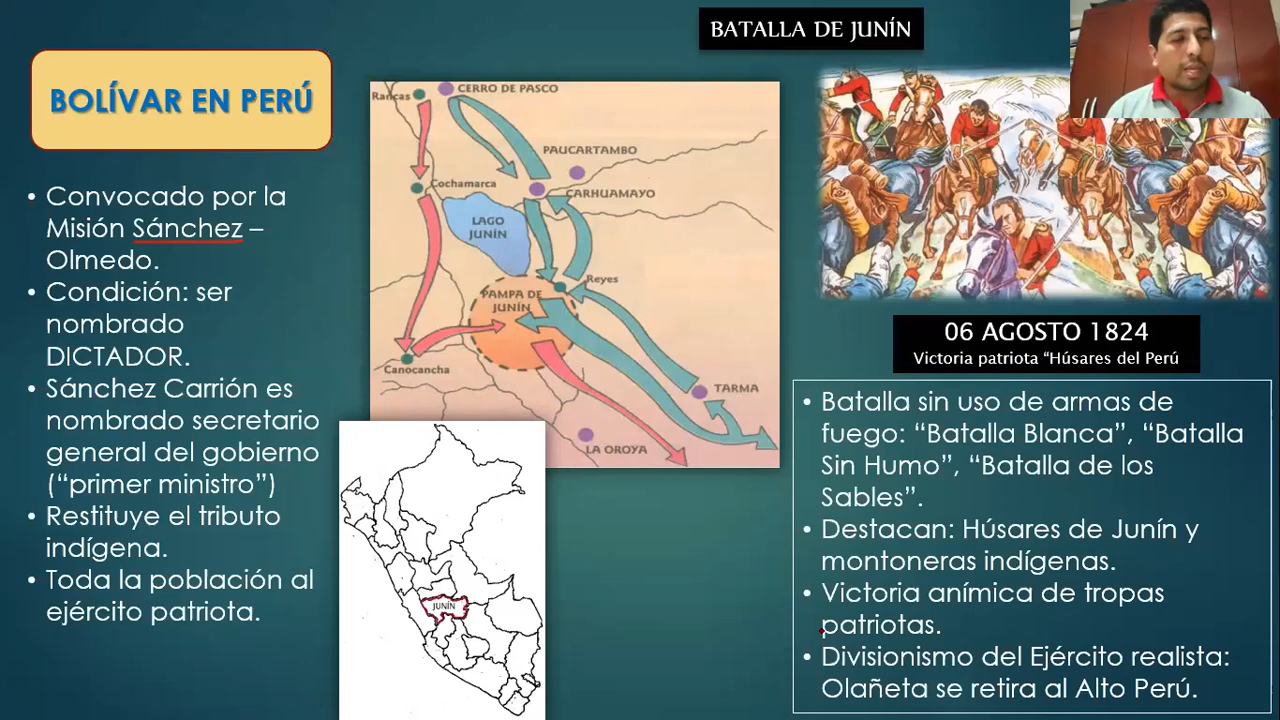 BATALLA DE JUNÍN
BOLÍVAR EN PERÚ
• Convocado por la
Misión Sánchez –
Olmedo.
• Condición: ser
nombrado
DICTADOR.
• Sánchez Carrión es
nombrado secretario
general del gobierno
(“primer ministro”)
• Restituye el tributo
indígena.
• Toda la población al
ejército patriota.
Rancas
CERRO DE PASCO
PAUCARTAMBO
Cochamarca
CARHUAMAYO
LAGO
JUNÍN
Reyes
PAMPA DE
JUNÍN
Canocancha
TARMA
LA OROYA
JUNÍN
06 AGOSTO 1824
Victoria patriota “Húsares del Perú
• Batalla sin uso de armas de
fuego: “Batalla Blanca”, “Batalla
Sin Humo”, “Batalla de los
Sables”.
• Destacan: Húsares de Junín y
montoneras indígenas.
• Victoria anímica de tropas
patriotas.
• Divisionismo del Ejército realista:
Olañeta se retira al Alto Perú.